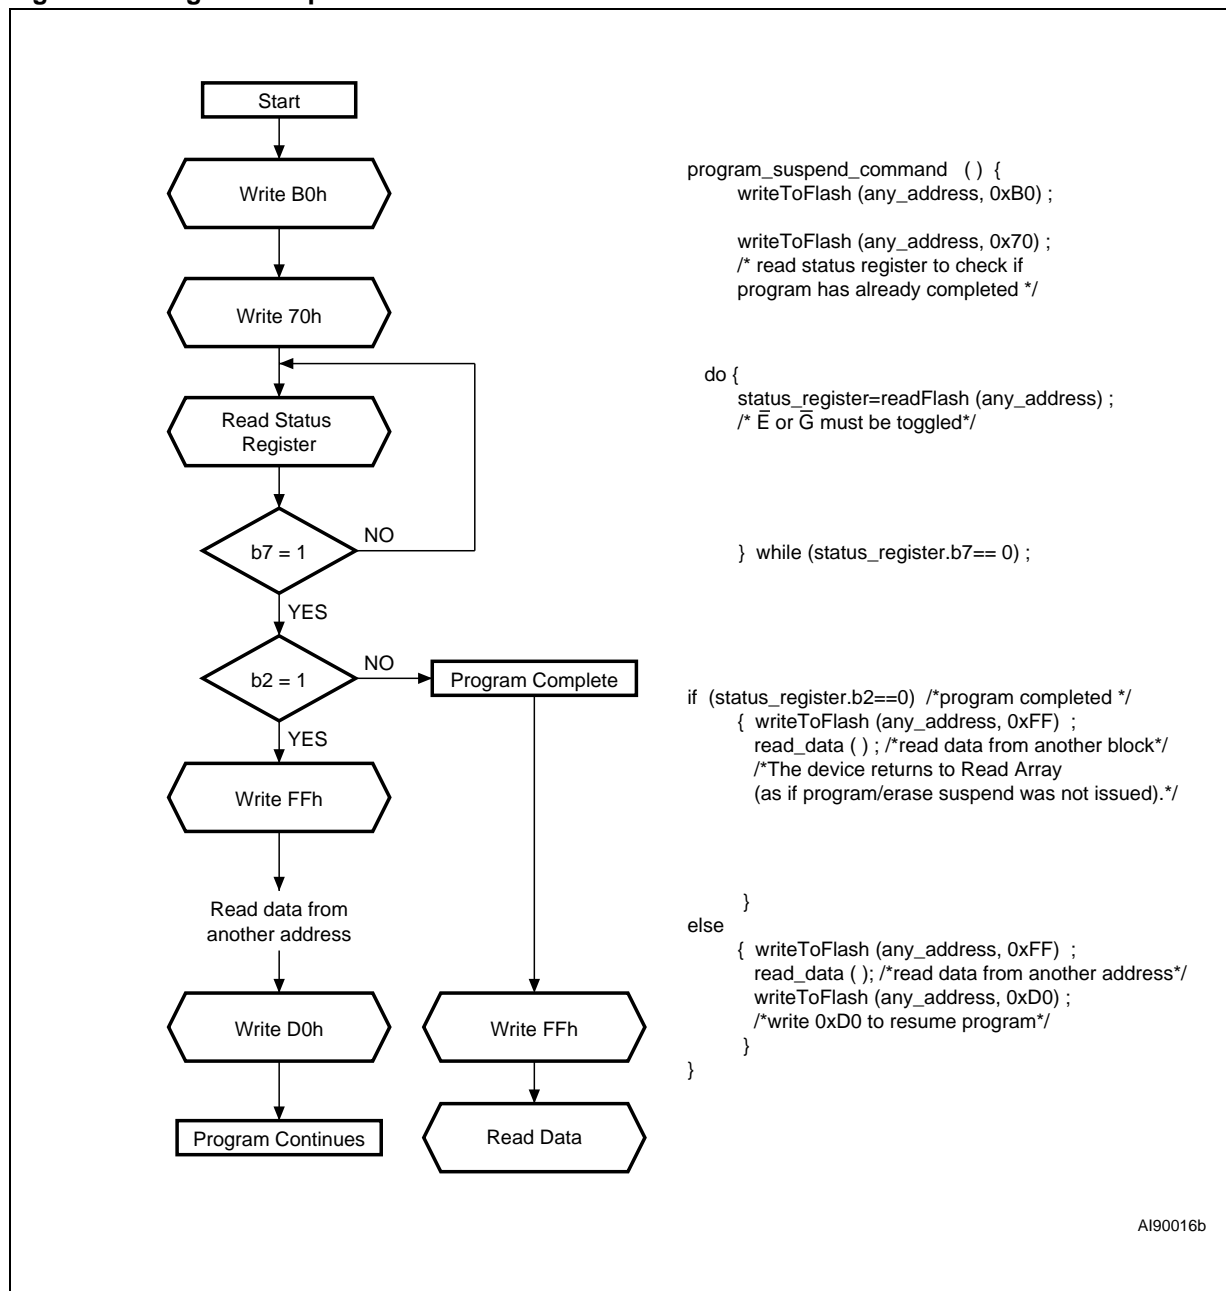 Start
Write B0h
Write 70h
Read Status
Register
b7 = 1
NO
YES
b2 = 1
NO
Program Complete
YES
Write FFh
Read data from
another address
Write D0h
Write FFh
Program Continues
Read Data
program_suspend_command ( ) {
writeToFlash (any_address, 0xB0) ;
writeToFlash (any_address, 0x70) ;
/* read status register to check if
program has already completed */
do {
status_register=readFlash (any_address) ;
/* E̅ or G̅ must be toggled*/
} while (status_register.b7== 0) ;
if (status_register.b2==0) /*program completed */
{ writeToFlash (any_address, 0xFF) ;
read_data ( ) ; /*read data from another block*/
/*The device returns to Read Array
(as if program/erase suspend was not issued).*/
}
else
{ writeToFlash (any_address, 0xFF) ;
read_data ( ); /*read data from another address*/
writeToFlash (any_address, 0xD0) ;
/*write 0xD0 to resume program*/
}
}
AI90016b